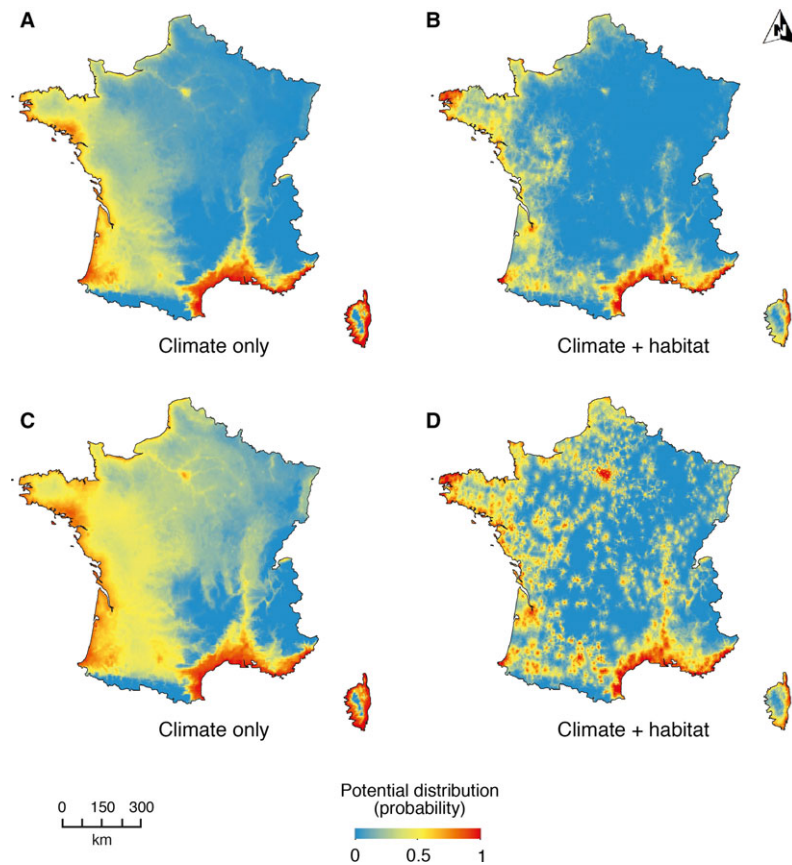 A
B
N
Climate only
Climate + habitat
C
D
Climate only
Climate + habitat
0 150 300
km
Potential distribution
(probability)
0 0.5 1